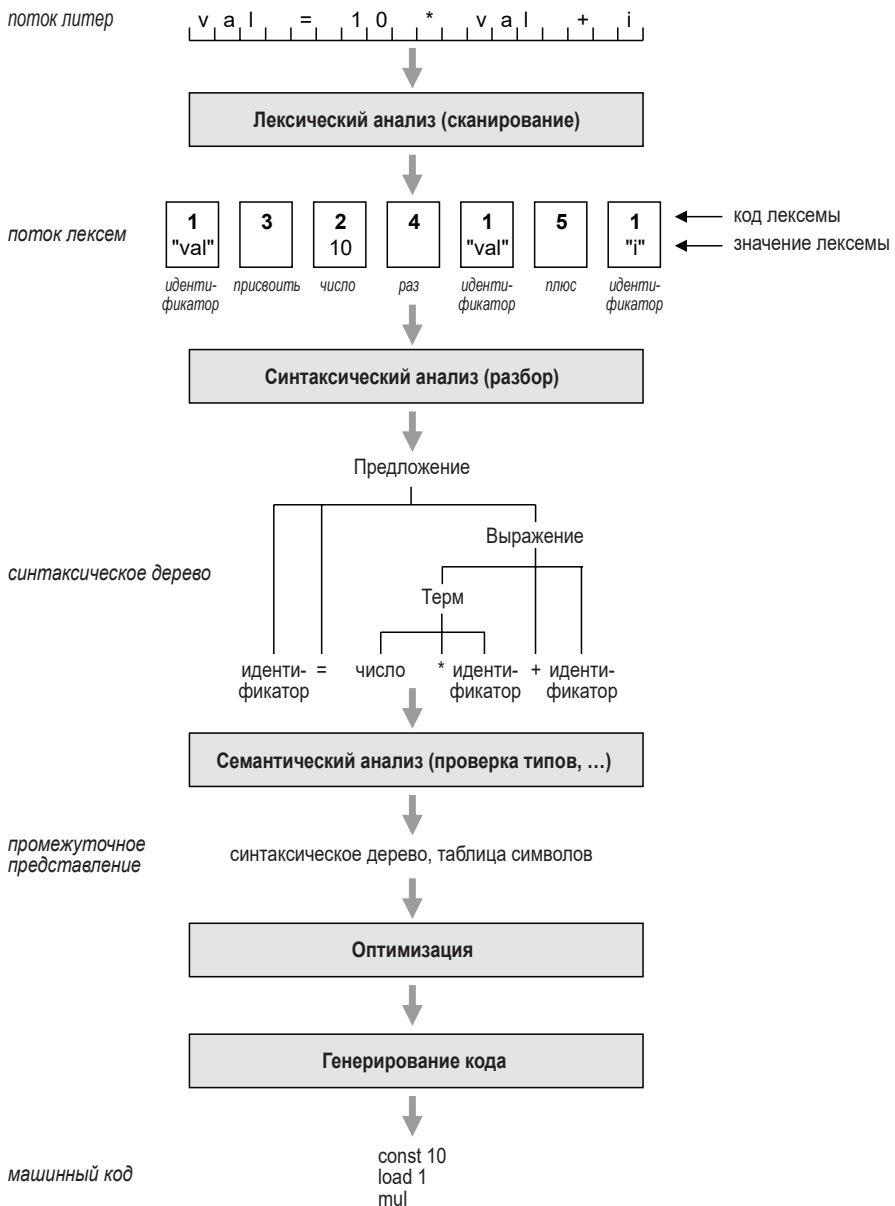 поток литер
val = 10 * val + i
Лексический анализ (сканирование)
1 3 2 4 1 5 1
код лексемы
поток лексем
"val" 10 "val" "i"
значение лексемы
иденти- присвоить число раз иденти- плюс иденти-
фикатор фикатор фикатор
Синтаксический анализ (разбор)
Предложение
Выражение
синтаксическое дерево
Терм
иденти- = число * иденти- + иденти-
фикатор фикатор фикатор
Семантический анализ (проверка типов, …)
промежуточное
представление
синтаксическое дерево, таблица символов
Оптимизация
Генерирование кода
const 10
машинный код
load 1
mul